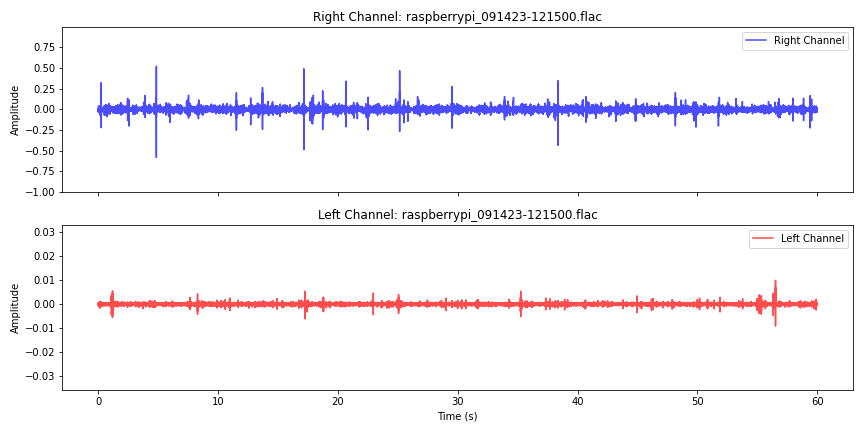 Right Channel: raspberrypi_091423-121500.flac
Right Channel
Amplitude
0.75
0.50
0.25
0.00
−0.25
−0.50
−0.75
−1.00
Left Channel: raspberrypi_091423-121500.flac
Left Channel
Amplitude
0.03
0.02
0.01
0.00
−0.01
−0.02
−0.03
0 10 20 30 40 50 60
Time (s)